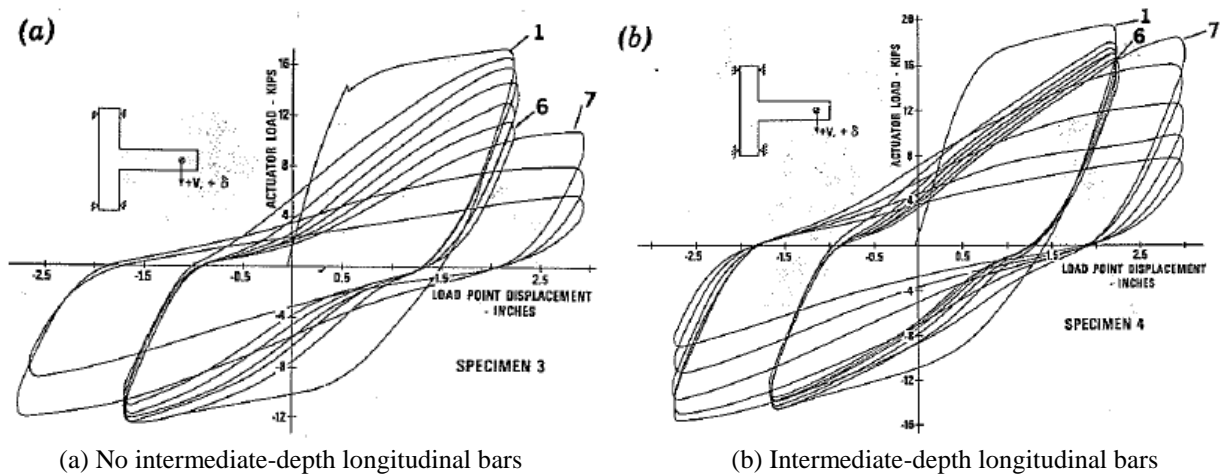 (a)
ACTUATOR LOAD - KIPS
16
12
8
4
1
6
7
+V, + δ
-2.5
-1.5
-0.5
0.5
1.5
2.5
LOAD POINT DISPLACEMENT
- INCHES
-4
-8
-12
SPECIMEN 3
(b)
ACTUATOR LOAD - KIPS
20
16
12
8
4
1
6
7
+V, + δ
-2.5
-1.5
-0.5
0.5
1.5
2.5
LOAD POINT DISPLACEMENT
- INCHES
-4
-8
-12
-16
SPECIMEN 4
(a) No intermediate-depth longitudinal bars
(b) Intermediate-depth longitudinal bars